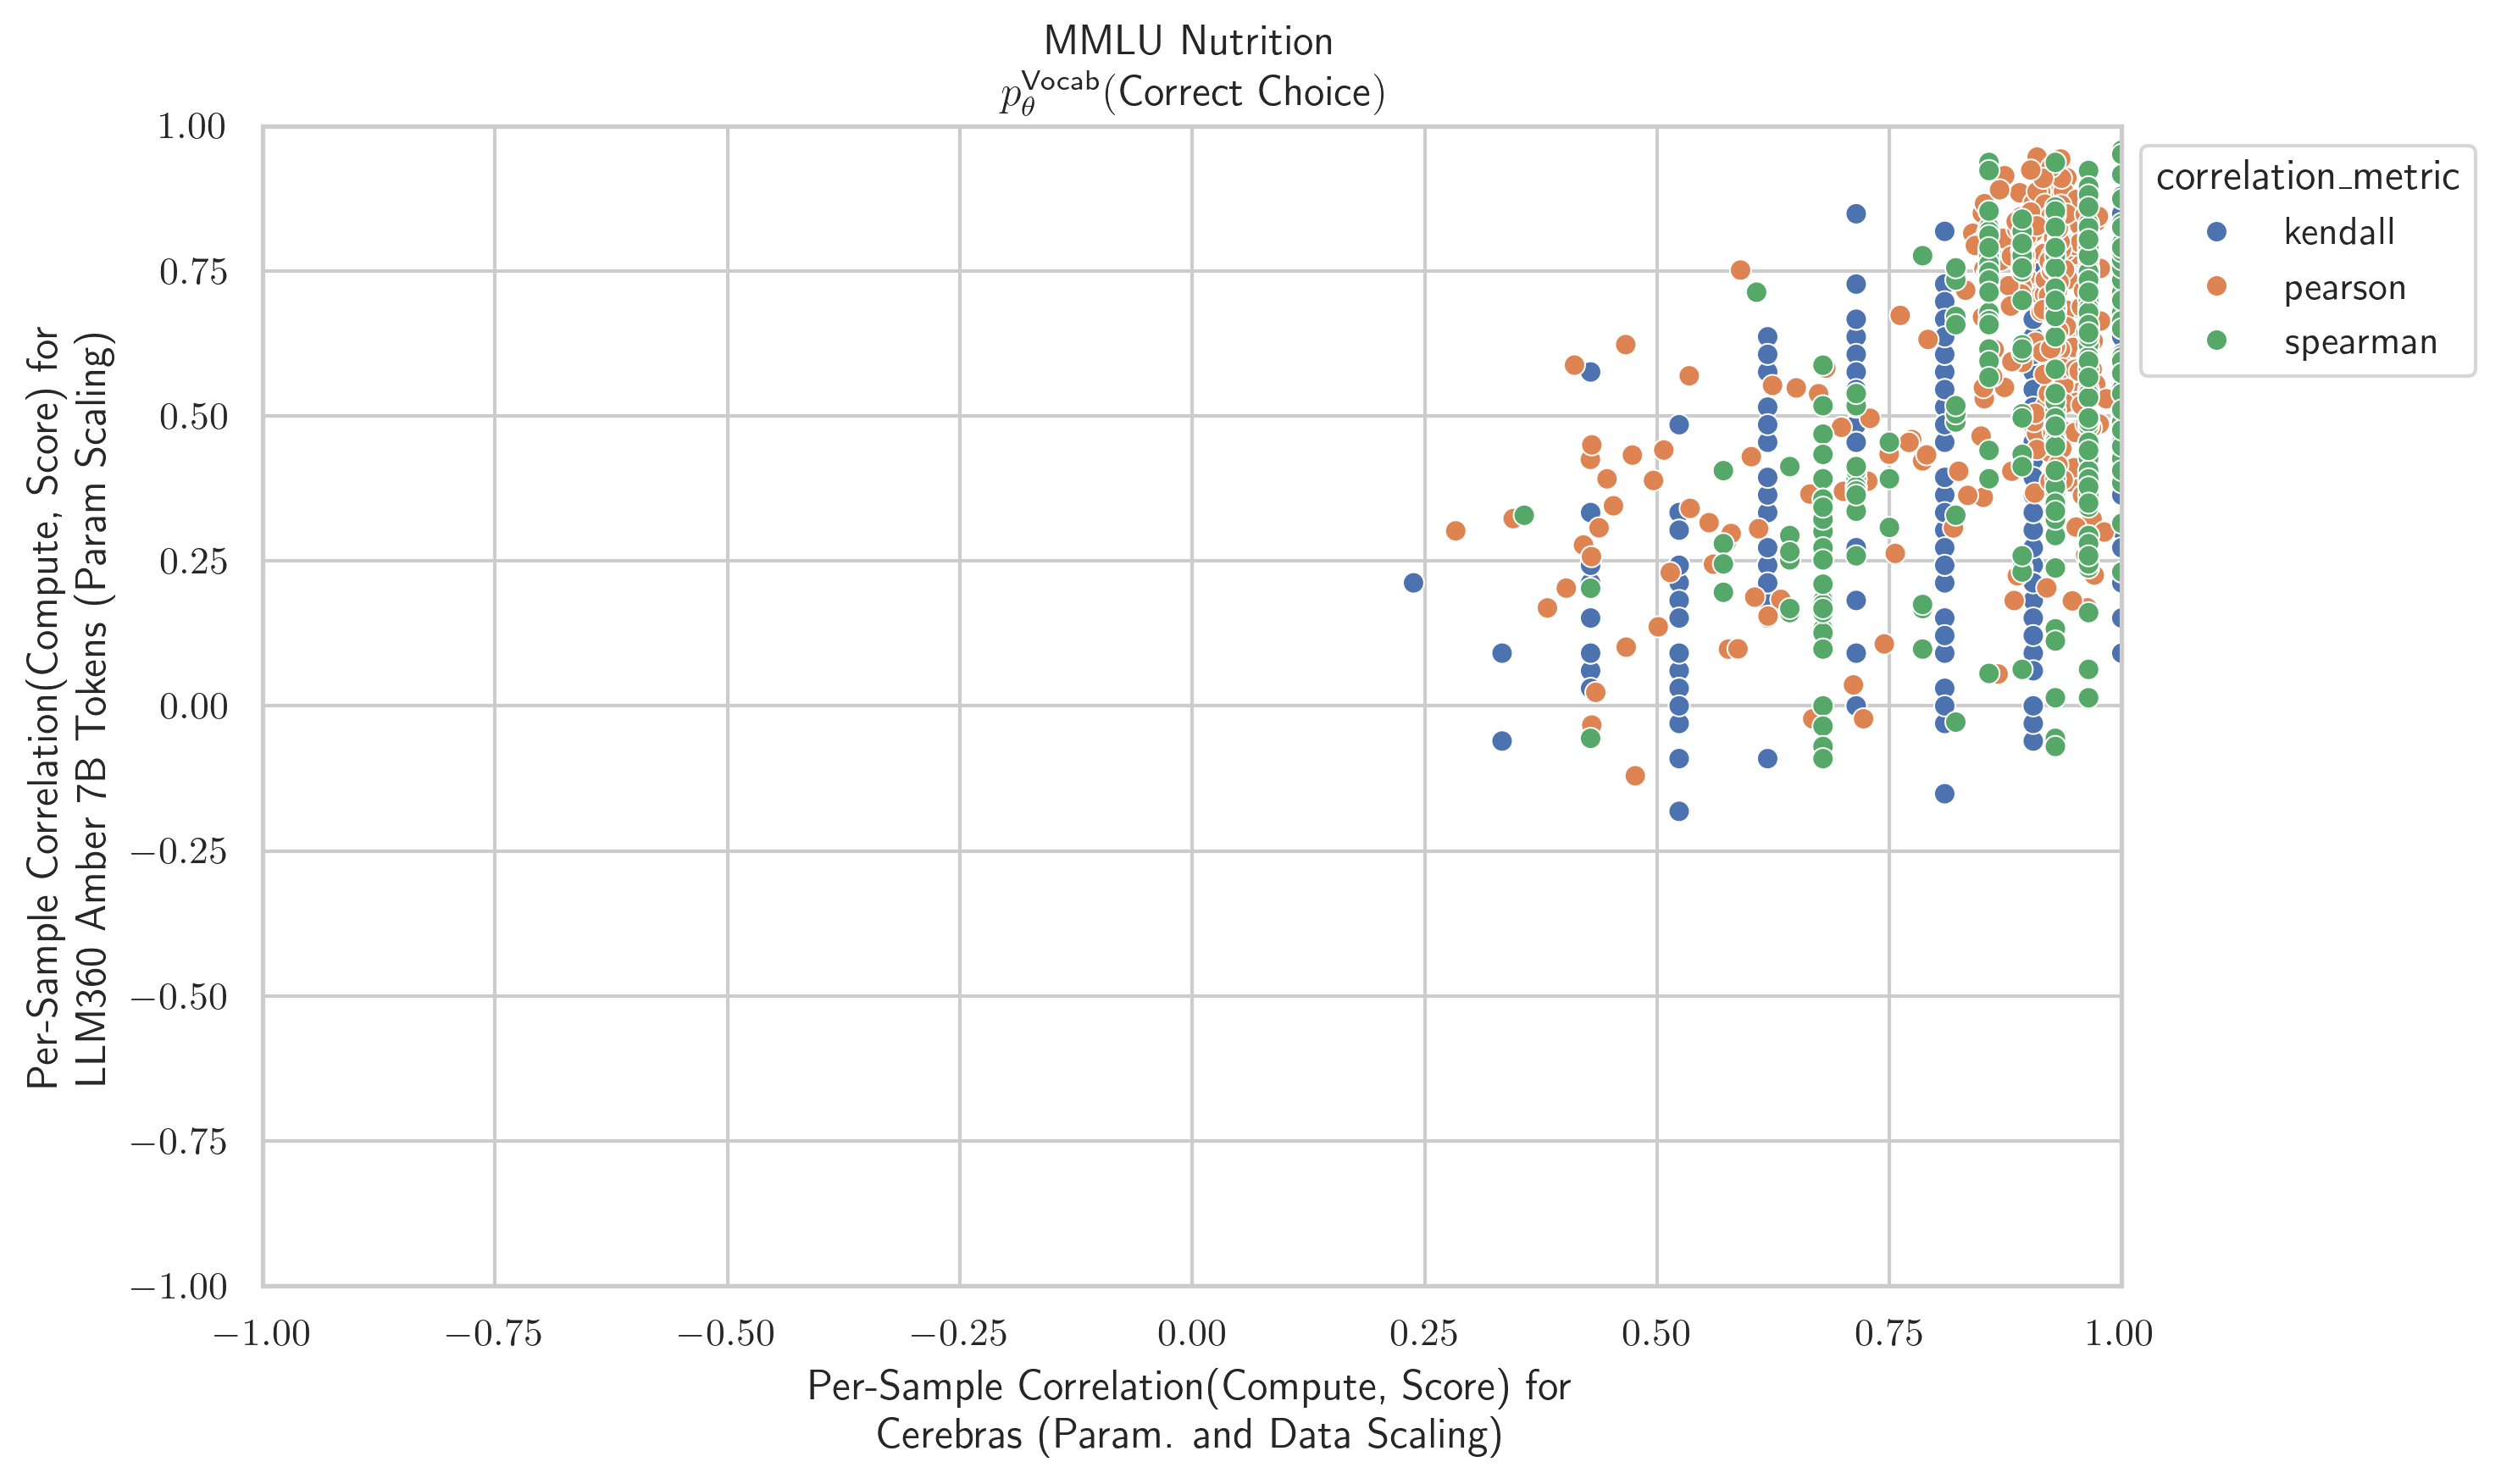 MMLU Nutrition
p_θ^Vocab(Correct Choice)
1.00
0.75
0.50
0.25
0.00
−0.25
−0.50
−0.75
−1.00
Per-Sample Correlation(Compute, Score) for
LLM360 Amber 7B Tokens (Param Scaling)
correlation_metric
kendall
pearson
spearman
−1.00 −0.75 −0.50 −0.25 0.00 0.25 0.50 0.75 1.00
Per-Sample Correlation(Compute, Score) for
Cerebras (Param. and Data Scaling)